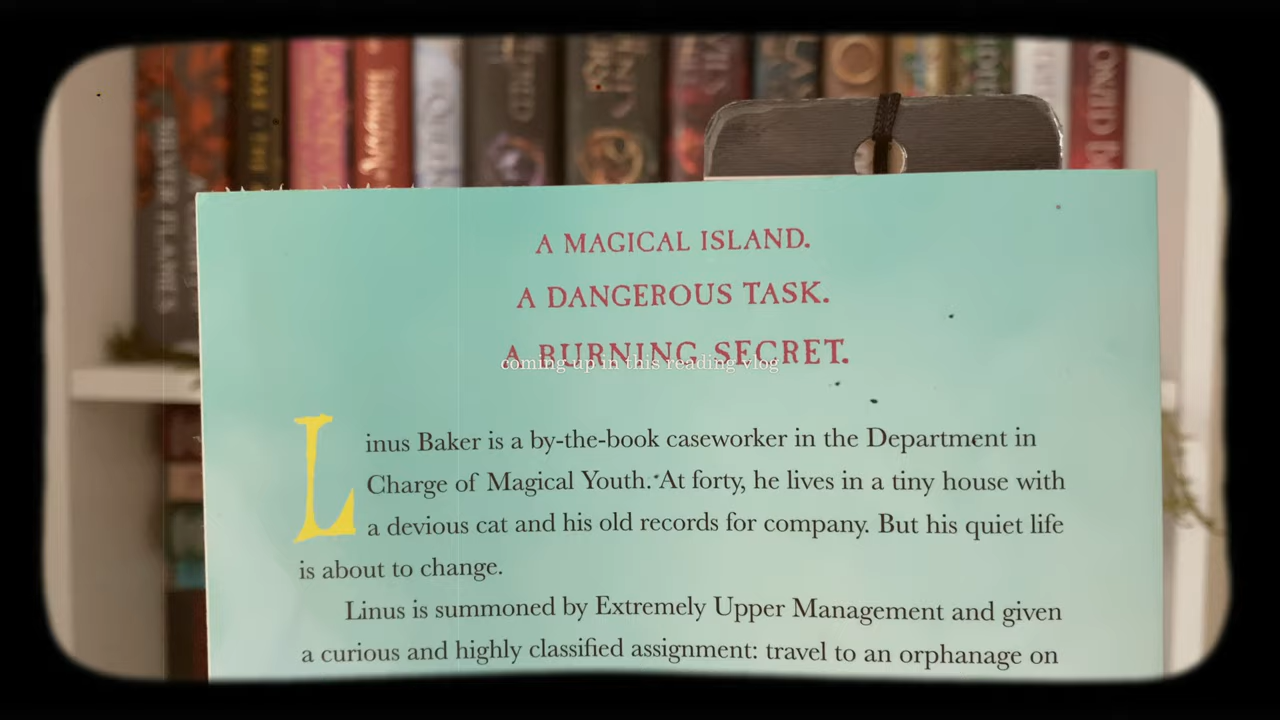 A MAGICAL ISLAND.
A DANGEROUS TASK.
A BURNING SECRET.
coming up in this reading vlog
Linus Baker is a by-the-book caseworker in the Department in
Charge of Magical Youth. At forty, he lives in a tiny house with
a devious cat and his old records for company. But his quiet life
is about to change.
Linus is summoned by Extremely Upper Management and given
a curious and highly classified assignment: travel to an orphanage on